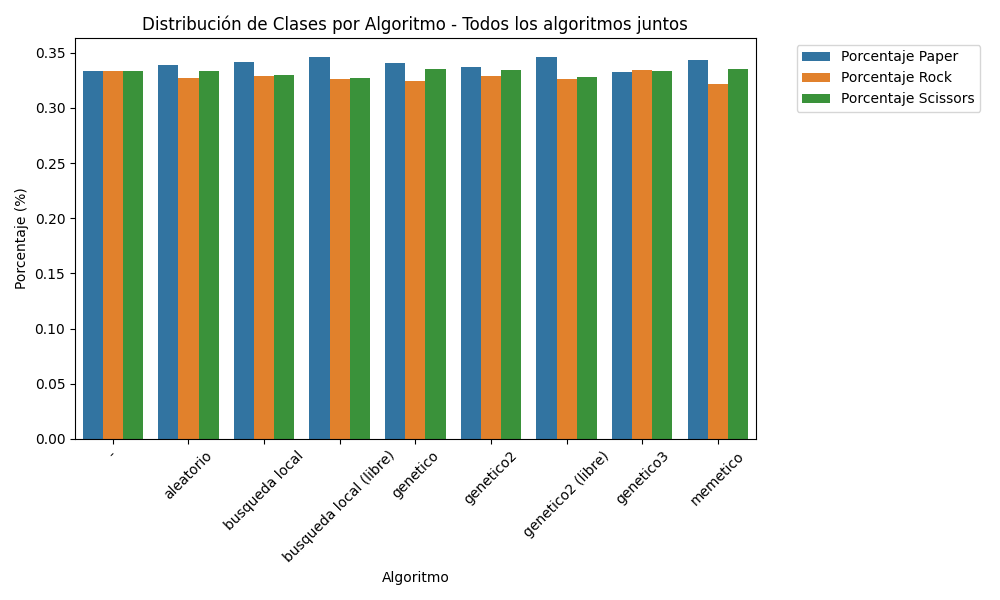 Distribución de Clases por Algoritmo - Todos los algoritmos juntos
Porcentaje Paper
Porcentaje Rock
Porcentaje Scissors
Porcentaje (%)
0.35
0.30
0.25
0.20
0.15
0.10
0.05
0.00
-
aleatorio
busqueda local
busqueda local (libre)
genetico
genetico2
genetico2 (libre)
genetico3
memetico
Algoritmo